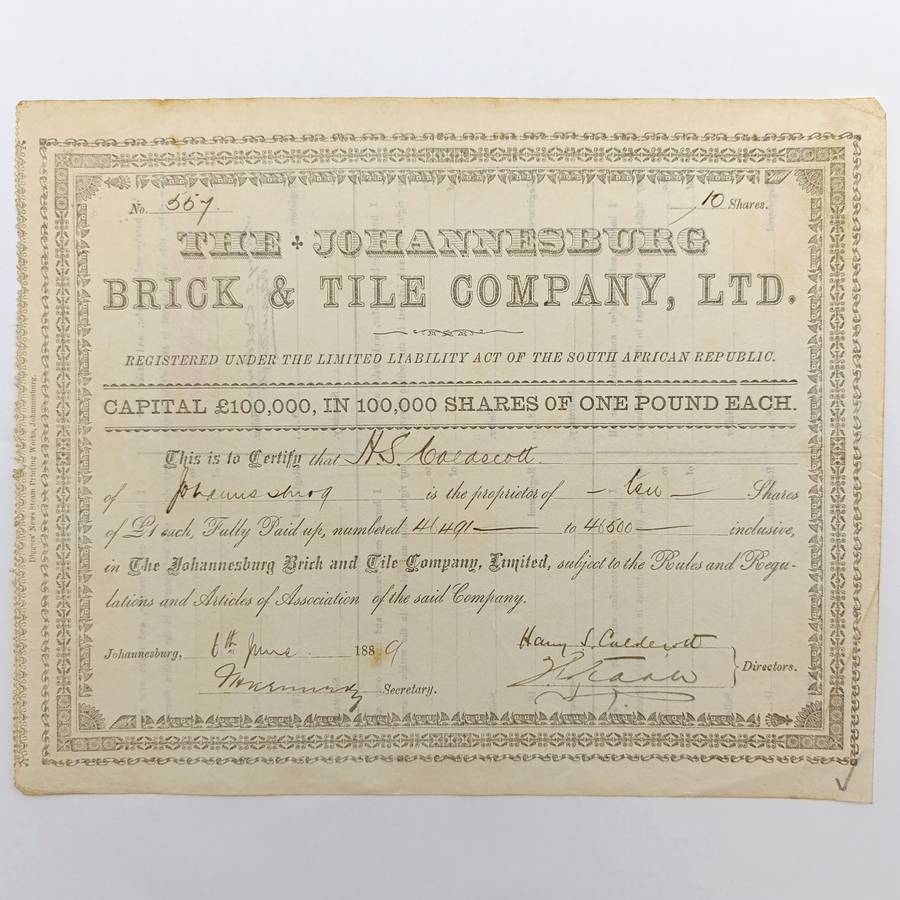 No. 557.
10 Shares.
THE JOHANNESBURG
BRICK & TILE COMPANY, LTD.
REGISTERED UNDER THE LIMITED LIABILITY ACT OF THE SOUTH AFRICAN REPUBLIC.
CAPITAL £100,000, IN 100,000 SHARES OF ONE POUND EACH.
This is to Certify that H.S. Caldecott
of Johannesburg is the proprietor of - ten - Shares
of £1 each, Fully Paid up, numbered 46491 to 46500 inclusive,
in The Johannesburg Brick and Tile Company, Limited, subject to the Rules and Regu-
lations and Articles of Association of the said Company.
Johannesburg, 6th June 1889
Harry S. Caldecott
Secretary.
Directors.
Diggers' News Steam Printing Works, Johannesburg.